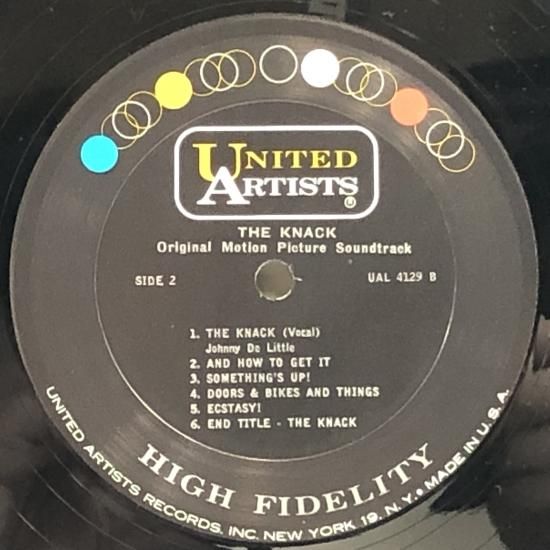 UNITED
ARTISTS ®
THE KNACK
Original Motion Picture Soundtrack
SIDE 2
UAL 4129 B
1. THE KNACK (Vocal)
Johnny De Little
2. AND HOW TO GET IT
3. SOMETHING'S UP!
4. DOORS & BIKES AND THINGS
5. ECSTASY!
6. END TITLE - THE KNACK
HIGH FIDELITY
UNITED ARTISTS RECORDS, INC. NEW YORK 19, N.Y. • MADE IN U.S.A.